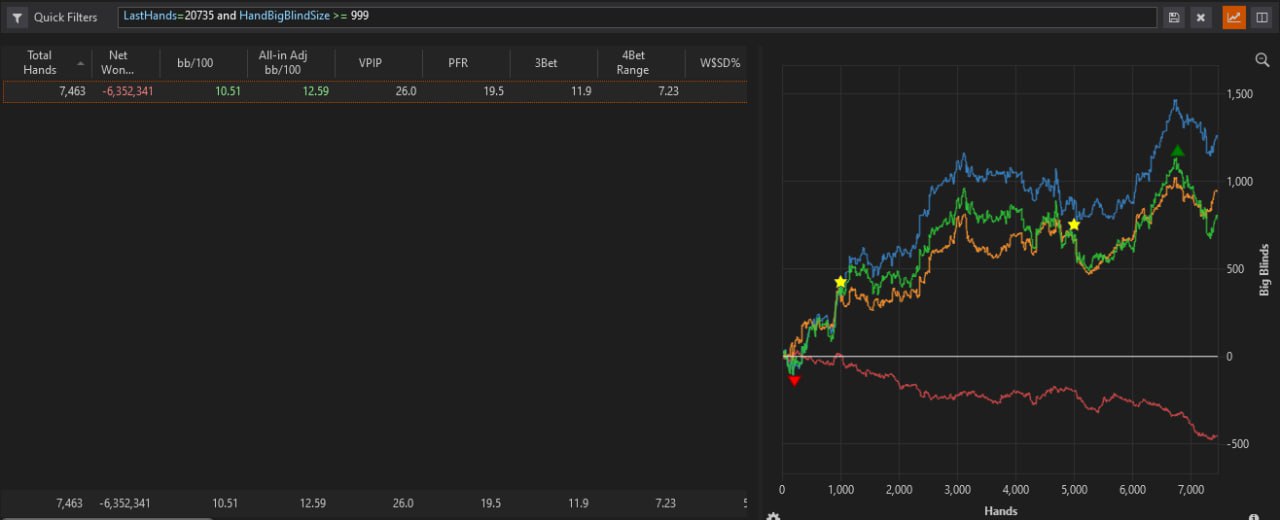 Quick Filters
LastHands=20735 and HandBigBlindSize >= 999
Total Hands
Net Won...
bb/100
All-in Adj bb/100
VPIP
PFR
3Bet
4Bet Range
W$SD%
7,463 -6,352,341 10.51 12.59 26.0 19.5 11.9 7.23
7,463 -6,352,341 10.51 12.59 26.0 19.5 11.9 7.23
1,500
1,000
500
0
-500
Big Blinds
0 1,000 2,000 3,000 4,000 5,000 6,000 7,000
Hands